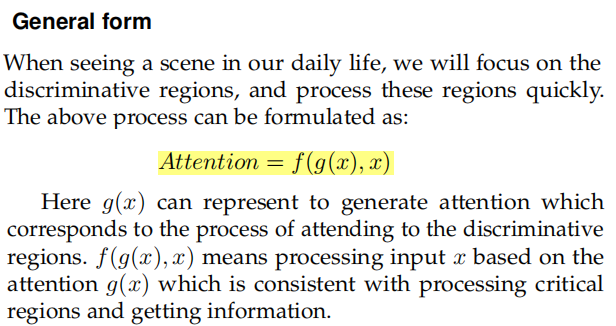 General form
When seeing a scene in our daily life, we will focus on the
discriminative regions, and process these regions quickly.
The above process can be formulated as:
Attention = f(g(x), x)
Here g(x) can represent to generate attention which
corresponds to the process of attending to the discriminative
regions. f(g(x), x) means processing input x based on the
attention g(x) which is consistent with processing critical
regions and getting information.